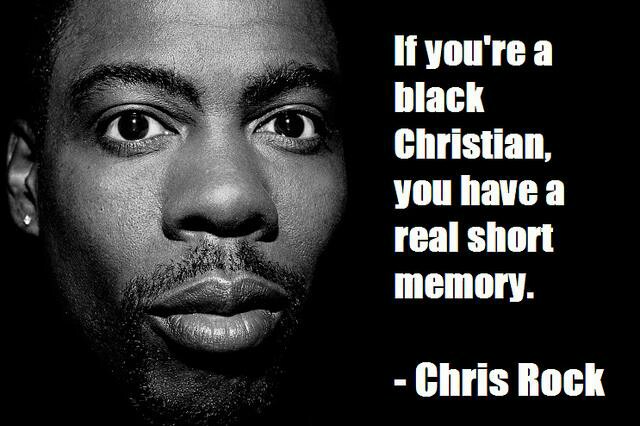 If you're a
black
Christian,
you have a
real short
memory.
- Chris Rock